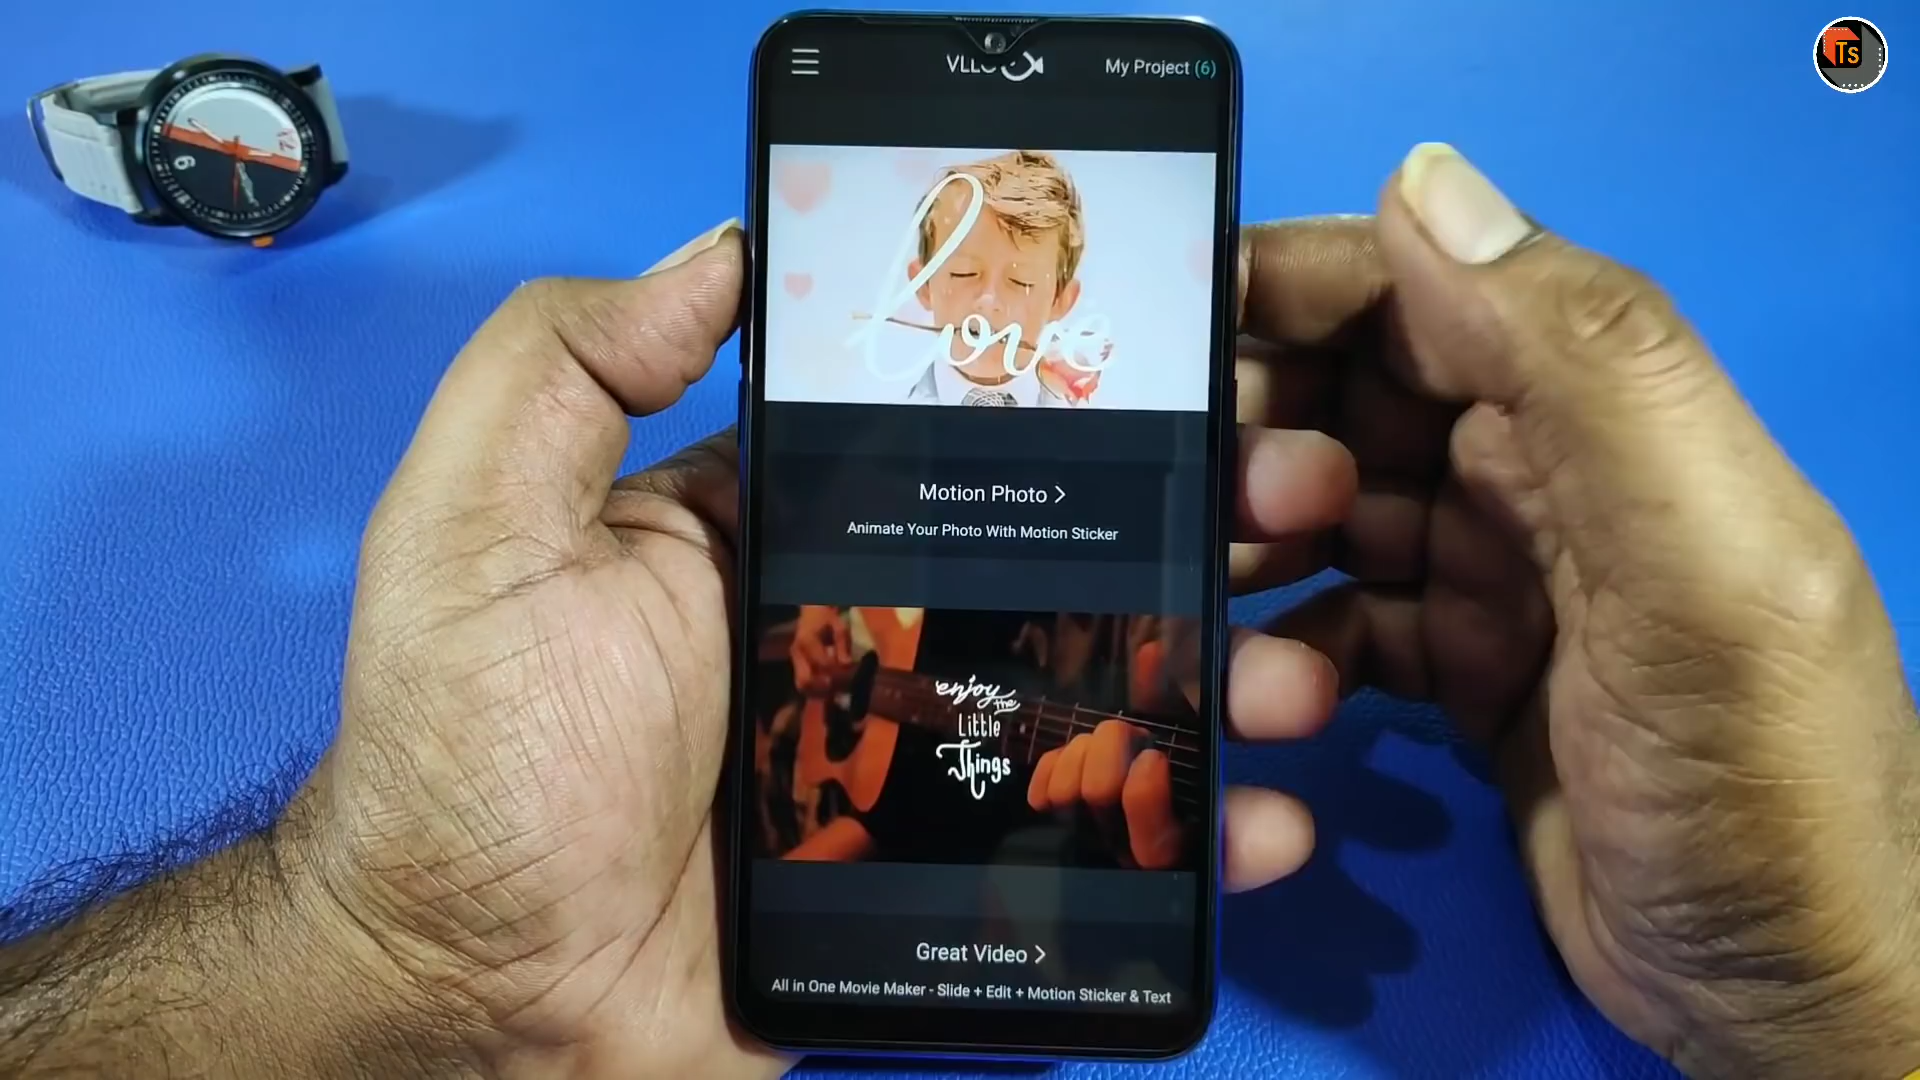 My Project (6)
love
Motion Photo >
Animate Your Photo With Motion Sticker
enjoy
the
Little
Things
Great Video >
All in One Movie Maker - Slide + Edit + Motion Sticker & Text
Ts
6